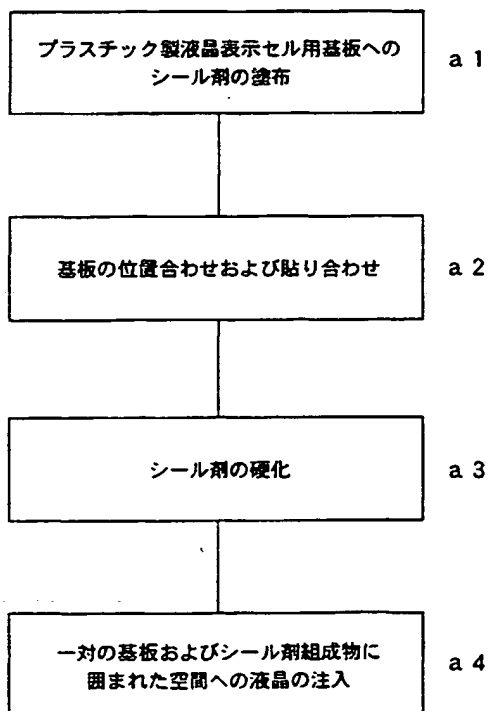 プラスチック製液晶表示セル用基板への
シール剤の塗布
a 1
基板の位置合わせおよび貼り合わせ
a 2
シール剤の硬化
a 3
一対の基板およびシール剤組成物に
囲まれた空間への液晶の注入
a 4